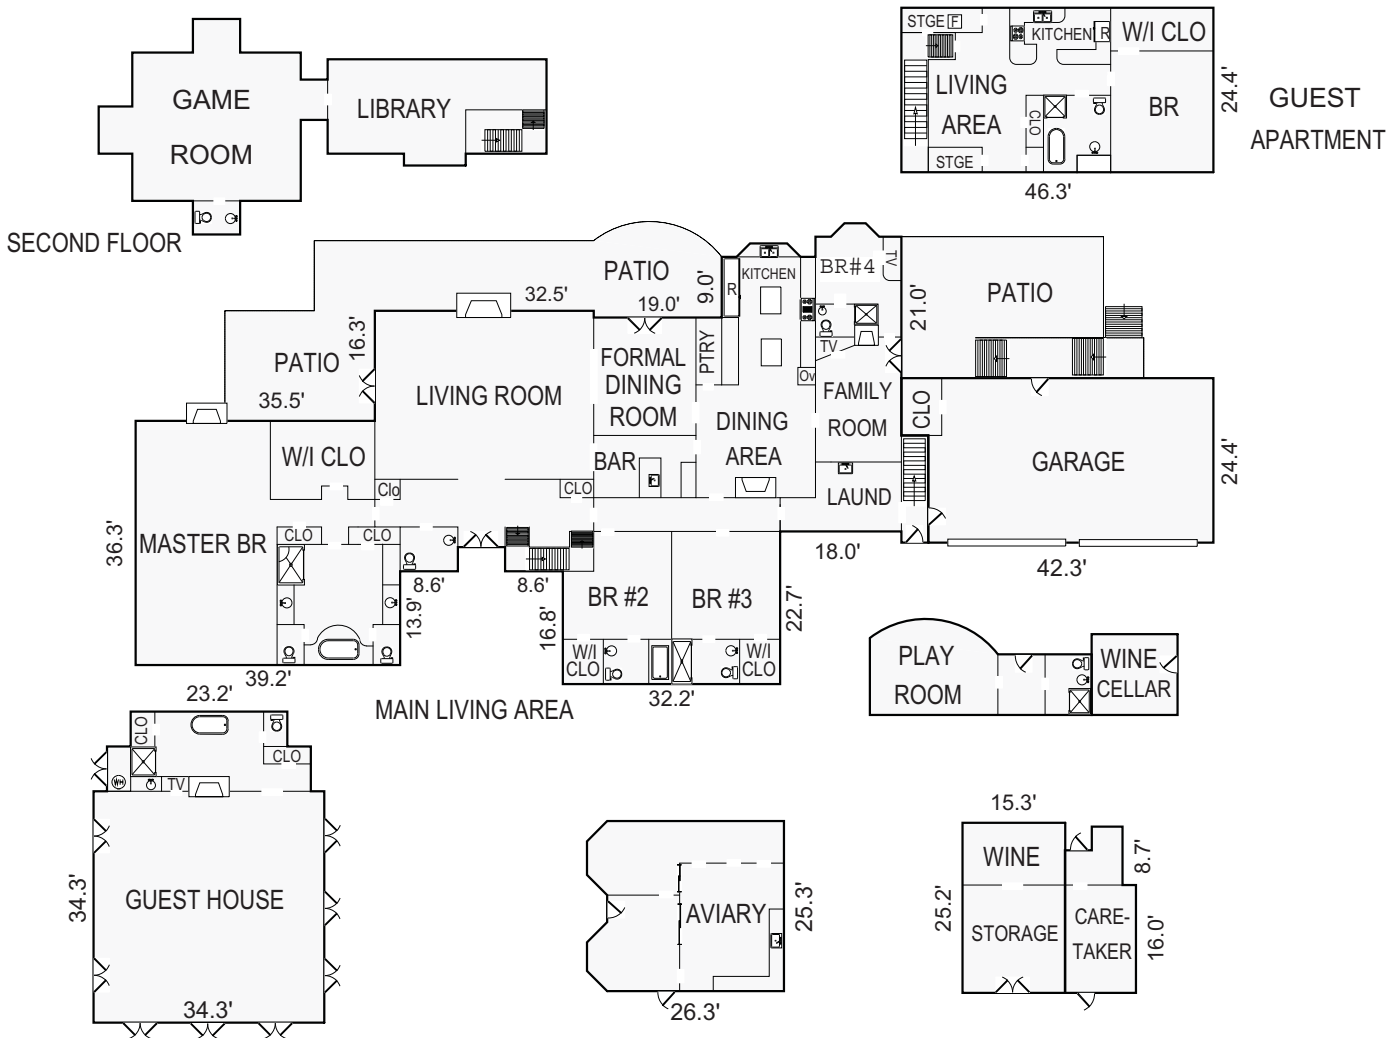 GAME
ROOM
LIBRARY
SECOND FLOOR
STGE F
KITCHEN
R
W/I CLO
LIVING
AREA
CLO
BR
STGE
24.4'
46.3'
GUEST
APARTMENT
PATIO
32.5'
19.0'
9.0'
R
KITCHEN
BR#4
TV
21.0'
PATIO
PATIO
16.3'
35.5'
LIVING ROOM
FORMAL
DINING
ROOM
PTRY
TV
Ov
FAMILY
ROOM
DINING
AREA
CLO
GARAGE
24.4'
42.3'
W/I CLO
BAR
Clo
CLO
LAUND
18.0'
MASTER BR
36.3'
CLO
CLO
8.6'
8.6'
13.9'
16.8'
BR #2
BR #3
22.7'
W/I
CLO
W/I
CLO
39.2'
32.2'
MAIN LIVING AREA
PLAY
ROOM
WINE
CELLAR
23.2'
CLO
CLO
WH
TV
GUEST HOUSE
34.3'
34.3'
AVIARY
25.3'
26.3'
15.3'
WINE
8.7'
25.2'
STORAGE
CARE-
TAKER
16.0'